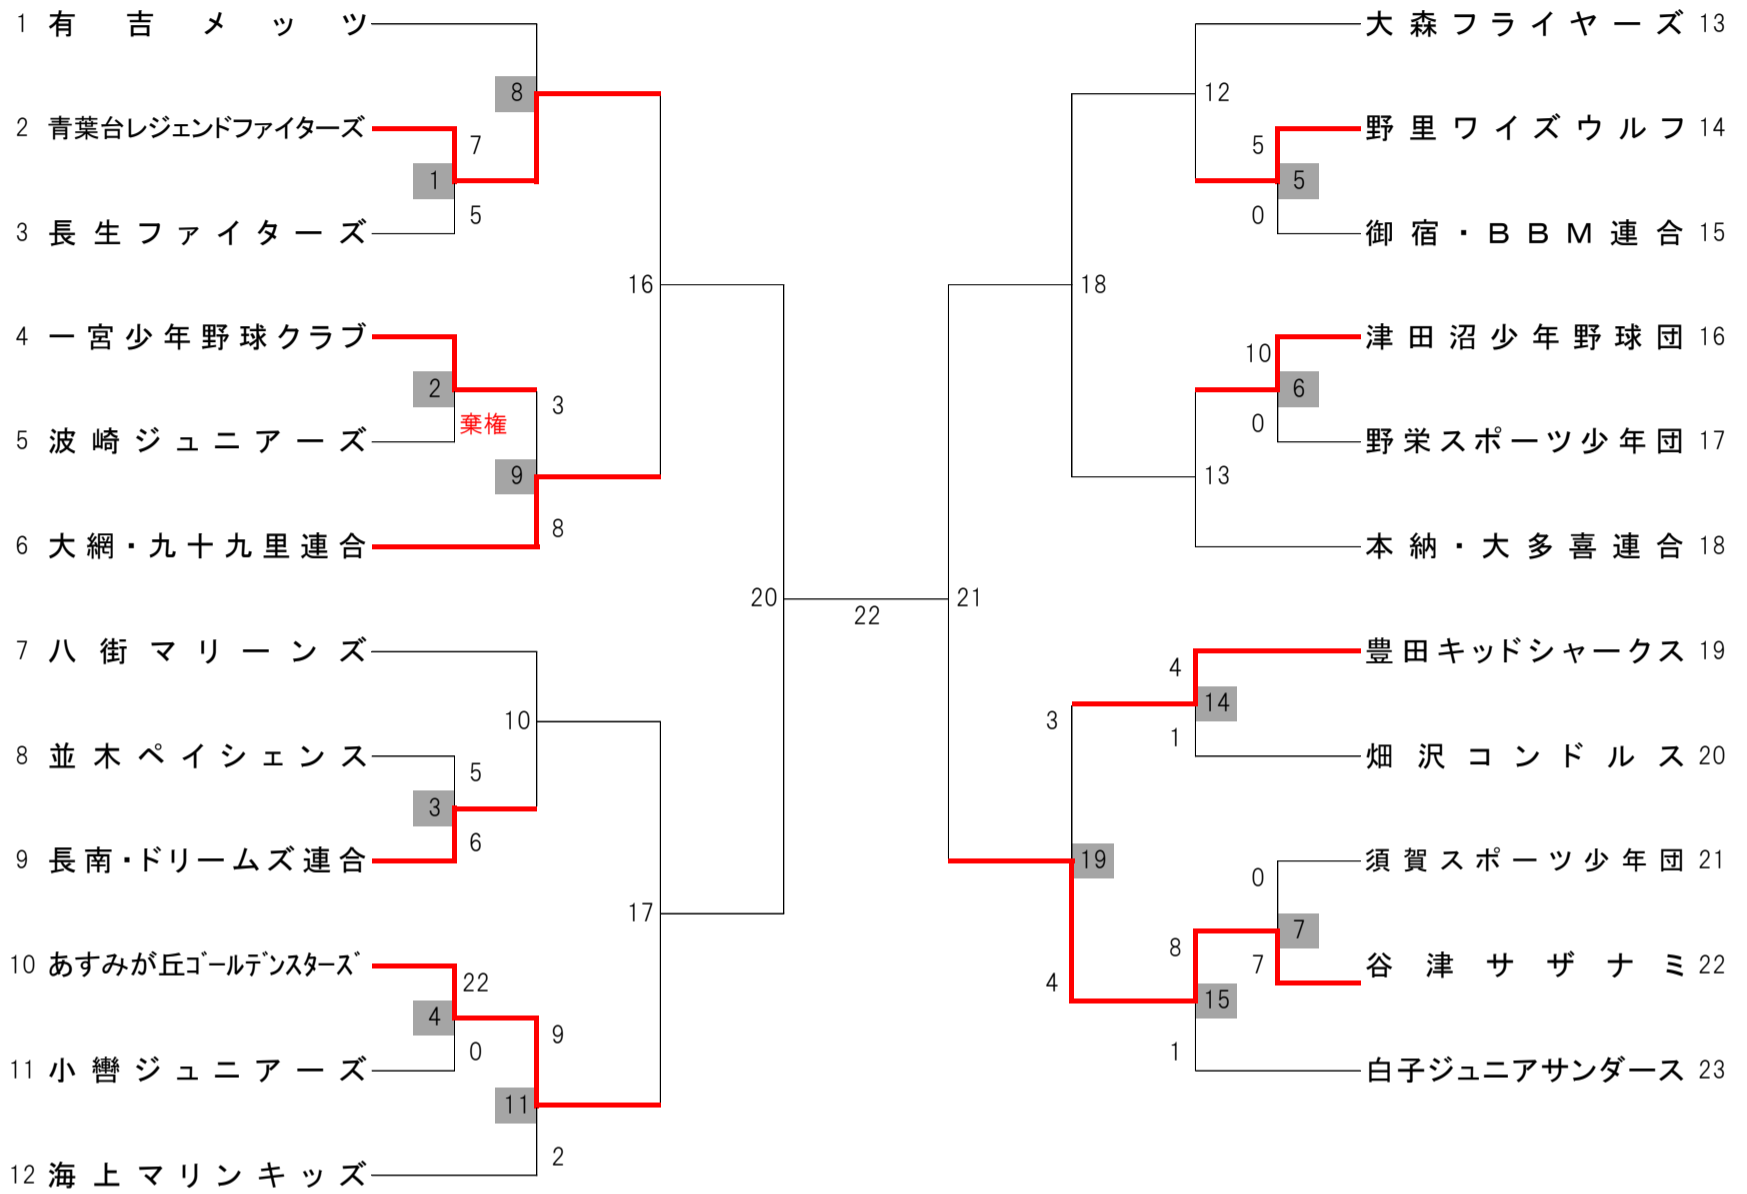 1 有吉メッツ
8
2 青葉台レジェンドファイターズ
7
1
5
3 長生ファイターズ
16
4 一宮少年野球クラブ
2
3
棄権
5 波崎ジュニアーズ
9
8
6 大網・九十九里連合
20
7 八街マリーンズ
10
8 並木ペイシェンス
5
3
6
9 長南・ドリームズ連合
17
10 あすみが丘ゴールデンスターズ
22
4
9
0
11 小轡ジュニアーズ
11
2
12 海上マリンキッズ
22
大森フライヤーズ 13
12
野里ワイズウルフ 14
5
5
0
御宿・BBM連合 15
18
津田沼少年野球団 16
10
6
0
野栄スポーツ少年団 17
13
本納・大多喜連合 18
21
豊田キッドシャークス 19
4
14
3
1
畑沢コンドルス 20
19
須賀スポーツ少年団 21
0
7
8
7
谷津サザナミ 22
4
15
1
白子ジュニアサンダース 23